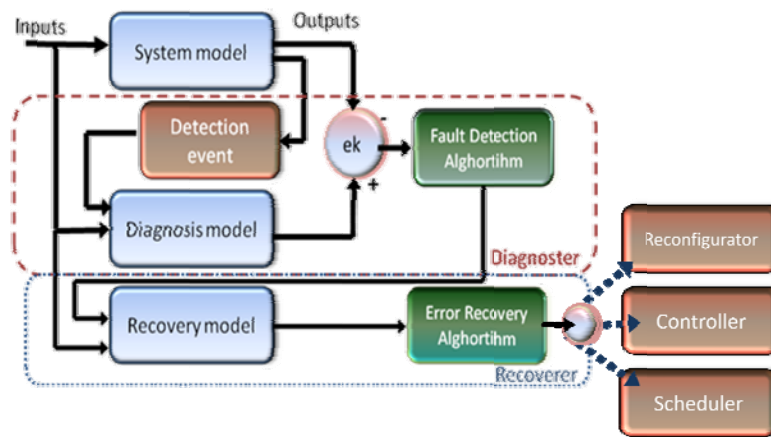 Inputs
Outputs
System model
Detection
event
ek
-
+
Fault Detection
Alghortihm
Diagnosis model
Diagnoster
Reconfigurator
Recovery model
Error Recovery
Alghortihm
Controller
Recoverer
Scheduler